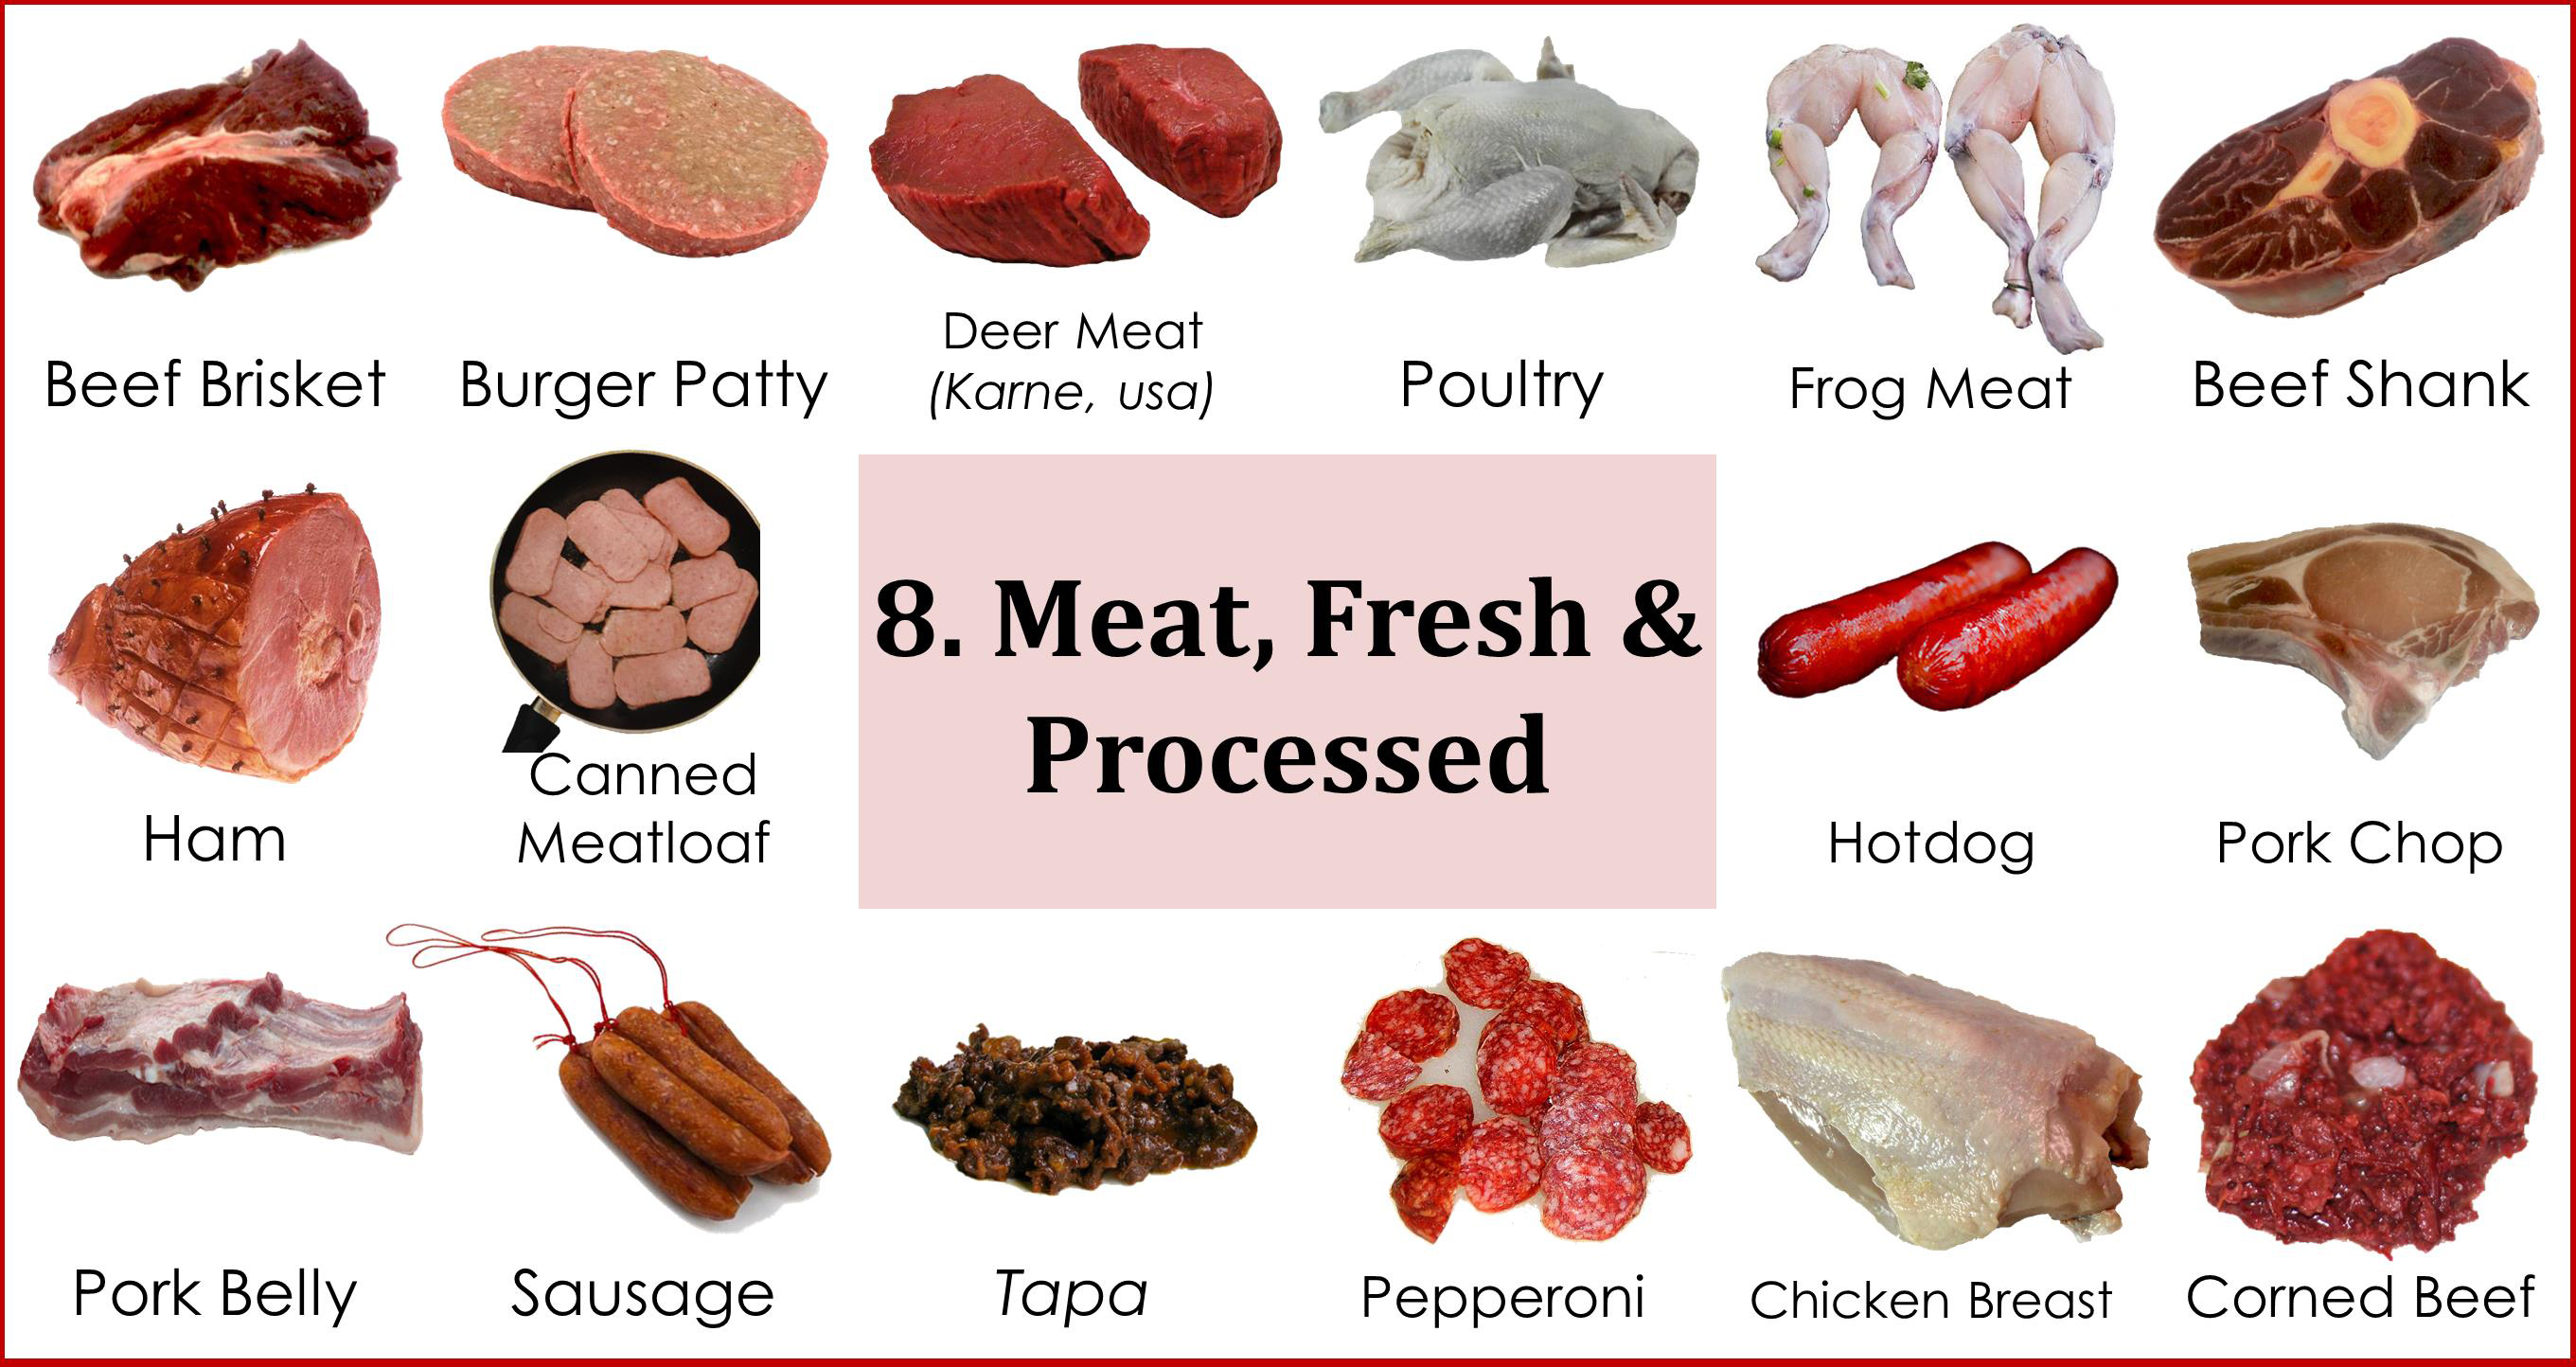 Beef Brisket
Burger Patty
Deer Meat
(Karne, usa)
Poultry
Frog Meat
Beef Shank
Ham
Canned
Meatloaf
8. Meat, Fresh &
Processed
Hotdog
Pork Chop
Pork Belly
Sausage
Tapa
Pepperoni
Chicken Breast
Corned Beef